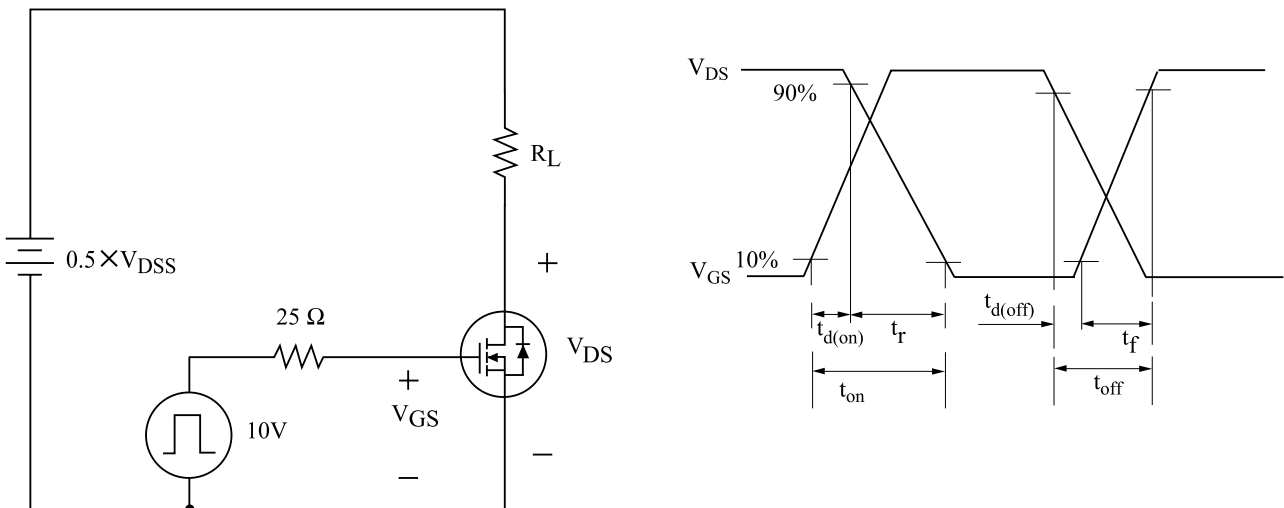 R_L
0.5×V_DSS
+
25 Ω
V_DS
+
V_GS
10V
−
−
V_DS
90%
V_GS 10%
t_d(on)
t_r
t_d(off)
t_f
t_on
t_off